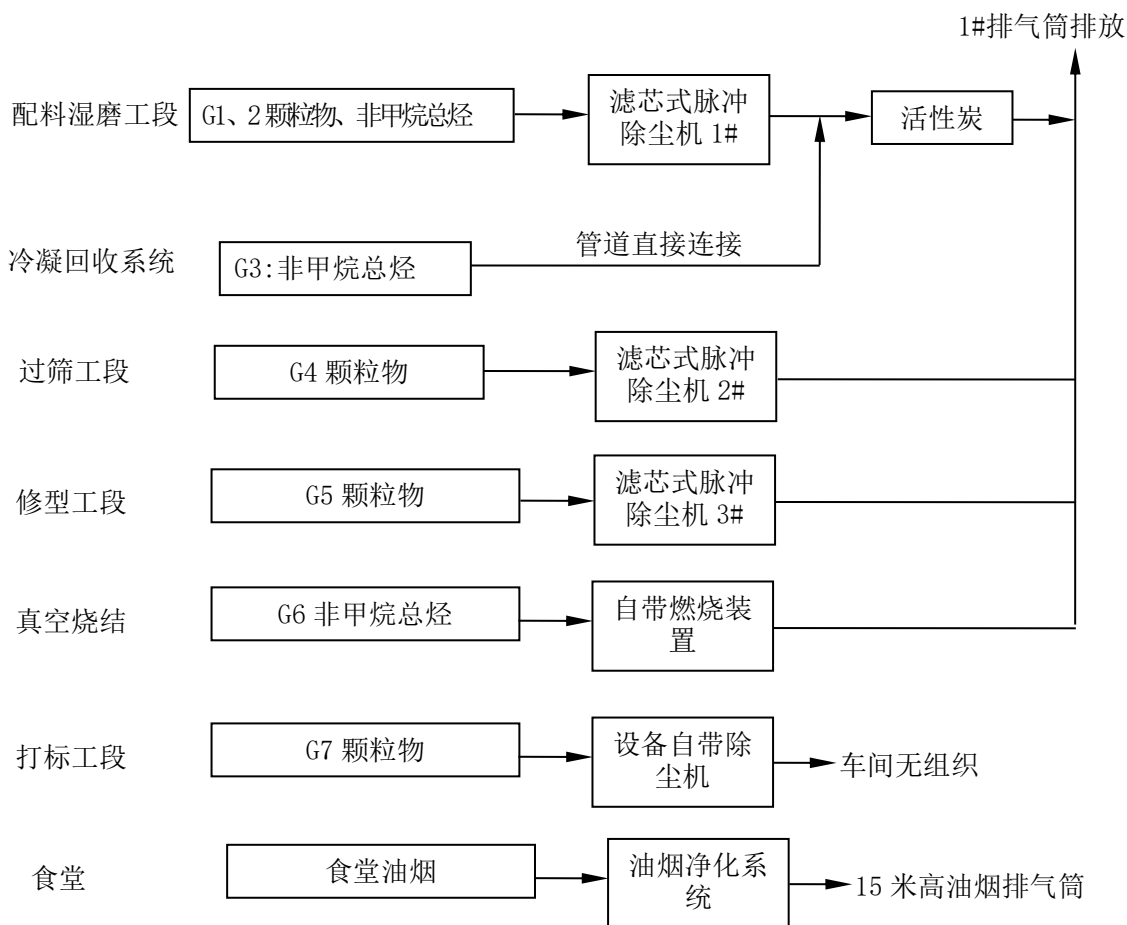 1#排气筒排放
配料湿磨工段
G1、2颗粒物、非甲烷总烃
滤芯式脉冲
除尘机 1#
活性炭
冷凝回收系统
G3:非甲烷总烃
管道直接连接
过筛工段
G4 颗粒物
滤芯式脉冲
除尘机 2#
修型工段
G5 颗粒物
滤芯式脉冲
除尘机 3#
真空烧结
G6 非甲烷总烃
自带燃烧装
置
打标工段
G7 颗粒物
设备自带除
尘机
车间无组织
食堂
食堂油烟
油烟净化系
统
15 米高油烟排气筒